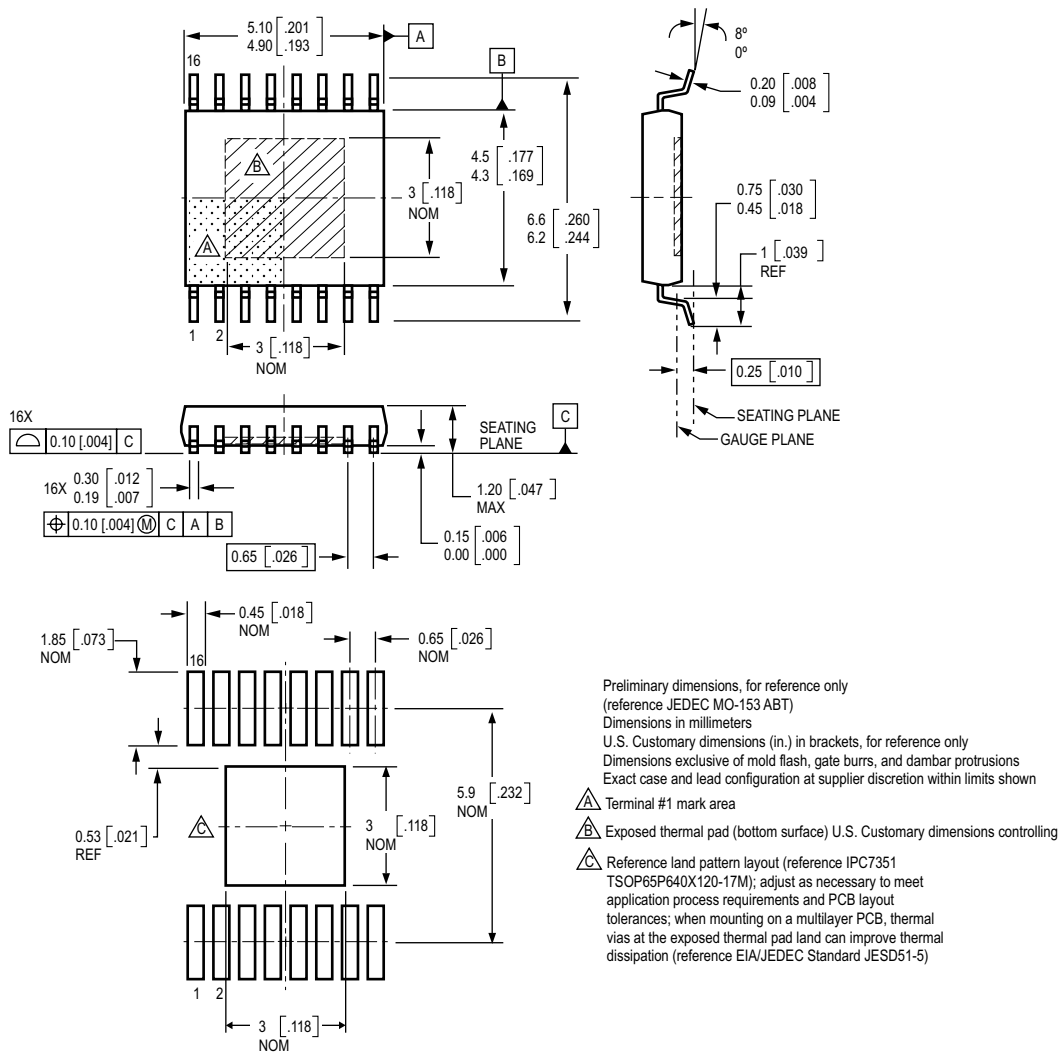 5.10 [.201
4.90 .193]
A
16
B
8º
0º
0.20 [.008
0.09 .004]
B
4.5 [.177
4.3 .169]
3 [.118]
NOM
6.6 [.260
6.2 .244]
A
0.75 [.030
0.45 .018]
1 [.039]
REF
1 2
3 [.118]
NOM
0.25 [.010]
SEATING PLANE
GAUGE PLANE
16X
⌓ 0.10 [.004] C
SEATING
PLANE
C
16X 0.30 [.012
0.19 .007]
⌖ 0.10 [.004] Ⓜ C A B
1.20 [.047]
MAX
0.65 [.026]
0.15 [.006
0.00 .000]
0.45 [.018]
NOM
1.85 [.073]
NOM
0.65 [.026]
NOM
16
5.9 [.232]
NOM
0.53 [.021]
REF
C
3 [.118]
NOM
1 2
3 [.118]
NOM
Preliminary dimensions, for reference only
(reference JEDEC MO-153 ABT)
Dimensions in millimeters
U.S. Customary dimensions (in.) in brackets, for reference only
Dimensions exclusive of mold flash, gate burrs, and dambar protrusions
Exact case and lead configuration at supplier discretion within limits shown
A Terminal #1 mark area
B Exposed thermal pad (bottom surface) U.S. Customary dimensions controlling
C Reference land pattern layout (reference IPC7351
TSOP65P640X120-17M); adjust as necessary to meet
application process requirements and PCB layout
tolerances; when mounting on a multilayer PCB, thermal
vias at the exposed thermal pad land can improve thermal
dissipation (reference EIA/JEDEC Standard JESD51-5)